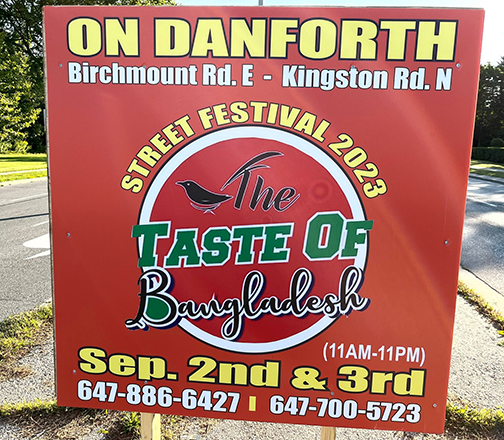 ON DANFORTH
Birchmount Rd. E - Kingston Rd. N
STREET FESTIVAL 2023
The
TASTE OF
Bangladesh
(11AM-11PM)
Sep. 2nd & 3rd
647-886-6427 | 647-700-5723